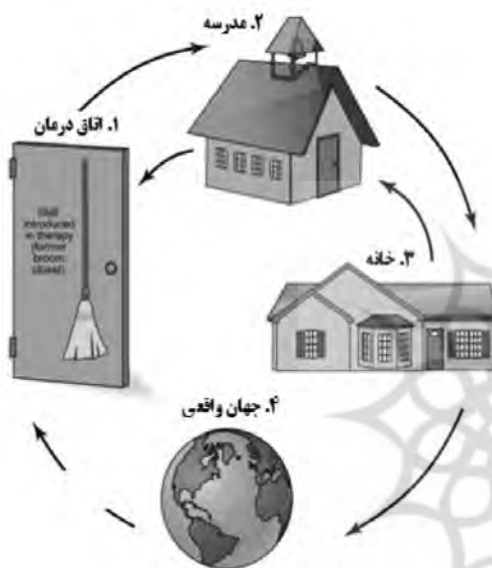 ۲. مدرسه
۱. اتاق درمان
Skill
introduced
in therapy
(former
broom
closet)
۳. خانه
۴. جهان واقعی